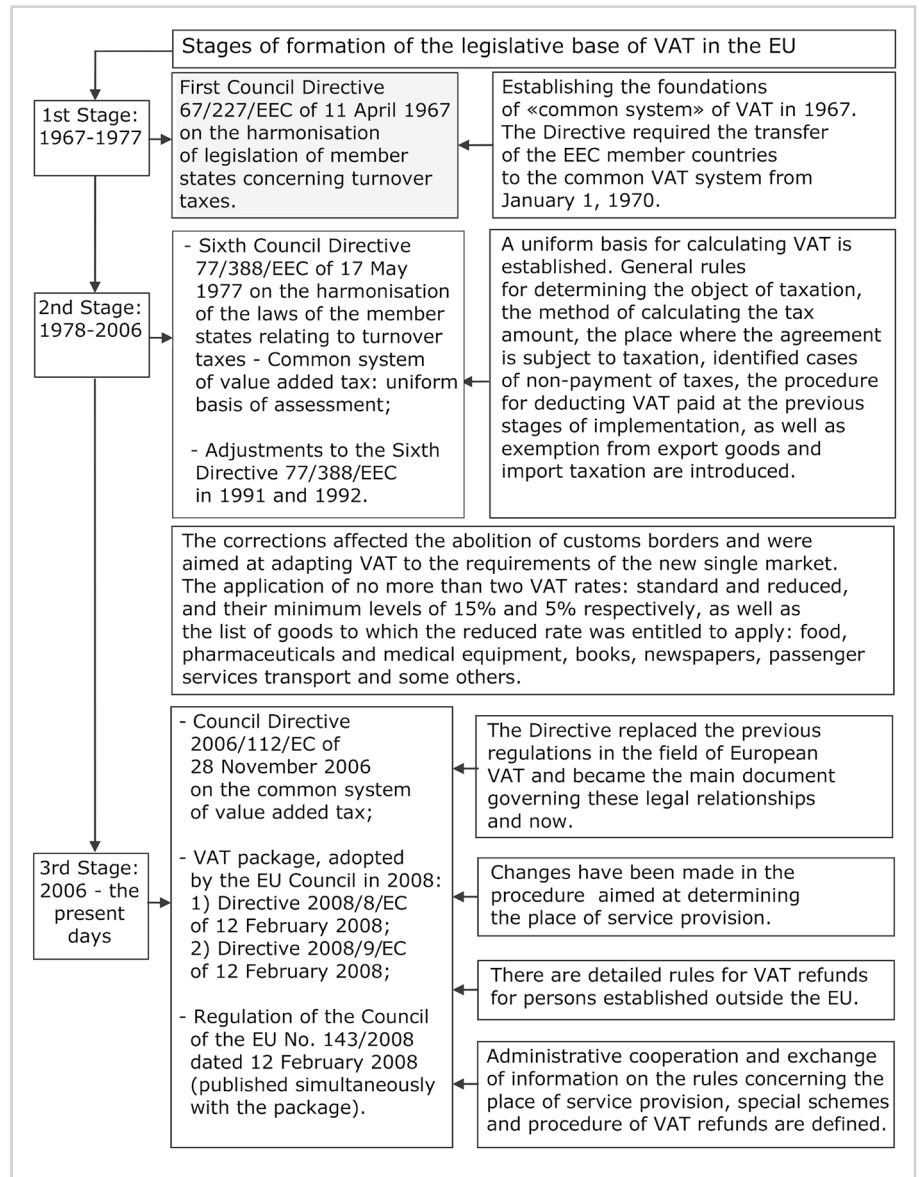 Stages of formation of the legislative base of VAT in the EU
1st Stage:
1967-1977
First Council Directive
67/227/EEC of 11 April 1967
on the harmonisation
of legislation of member
states concerning turnover
taxes.
Establishing the foundations
of «common system» of VAT in 1967.
The Directive required the transfer
of the EEC member countries
to the common VAT system from
January 1, 1970.
2nd Stage:
1978-2006
- Sixth Council Directive
77/388/EEC of 17 May
1977 on the harmonisation
of the laws of the member
states relating to turnover
taxes - Common system
of value added tax: uniform
basis of assessment;
- Adjustments to the Sixth
Directive 77/388/EEC
in 1991 and 1992.
A uniform basis for calculating VAT is
established. General rules
for determining the object of taxation,
the method of calculating the tax
amount, the place where the agreement
is subject to taxation, identified cases
of non-payment of taxes, the procedure
for deducting VAT paid at the previous
stages of implementation, as well as
exemption from export goods and
import taxation are introduced.
The corrections affected the abolition of customs borders and were
aimed at adapting VAT to the requirements of the new single market.
The application of no more than two VAT rates: standard and reduced,
and their minimum levels of 15% and 5% respectively, as well as
the list of goods to which the reduced rate was entitled to apply: food,
pharmaceuticals and medical equipment, books, newspapers, passenger
services transport and some others.
3rd Stage:
2006 - the
present
days
- Council Directive
2006/112/EC of
28 November 2006
on the common system
of value added tax;
- VAT package, adopted
by the EU Council in 2008:
1) Directive 2008/8/EC
of 12 February 2008;
2) Directive 2008/9/EC
of 12 February 2008;
- Regulation of the Council
of the EU No. 143/2008
dated 12 February 2008
(published simultaneously
with the package).
The Directive replaced the previous
regulations in the field of European
VAT and became the main document
governing these legal relationships
and now.
Changes have been made in the
procedure aimed at determining
the place of service provision.
There are detailed rules for VAT refunds
for persons established outside the EU.
Administrative cooperation and exchange
of information on the rules concerning the
place of service provision, special schemes
and procedure of VAT refunds are defined.